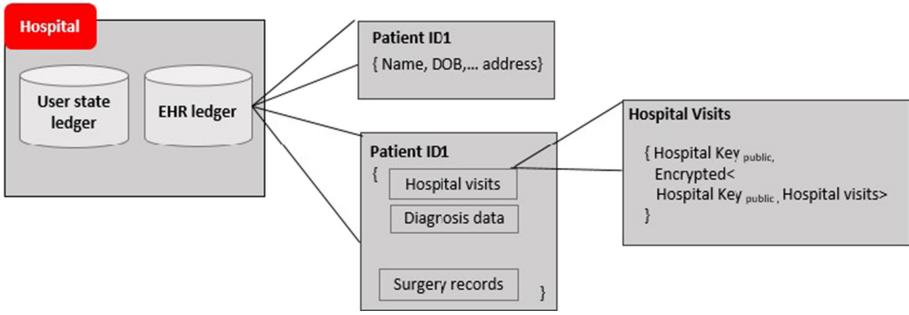 Hospital
User state
ledger
EHR ledger
Patient ID1
{ Name, DOB,... address}
Patient ID1
{
Hospital visits
Diagnosis data
Surgery records
}
Hospital Visits
{ Hospital Key public,
Encrypted<
Hospital Key public , Hospital visits>
}